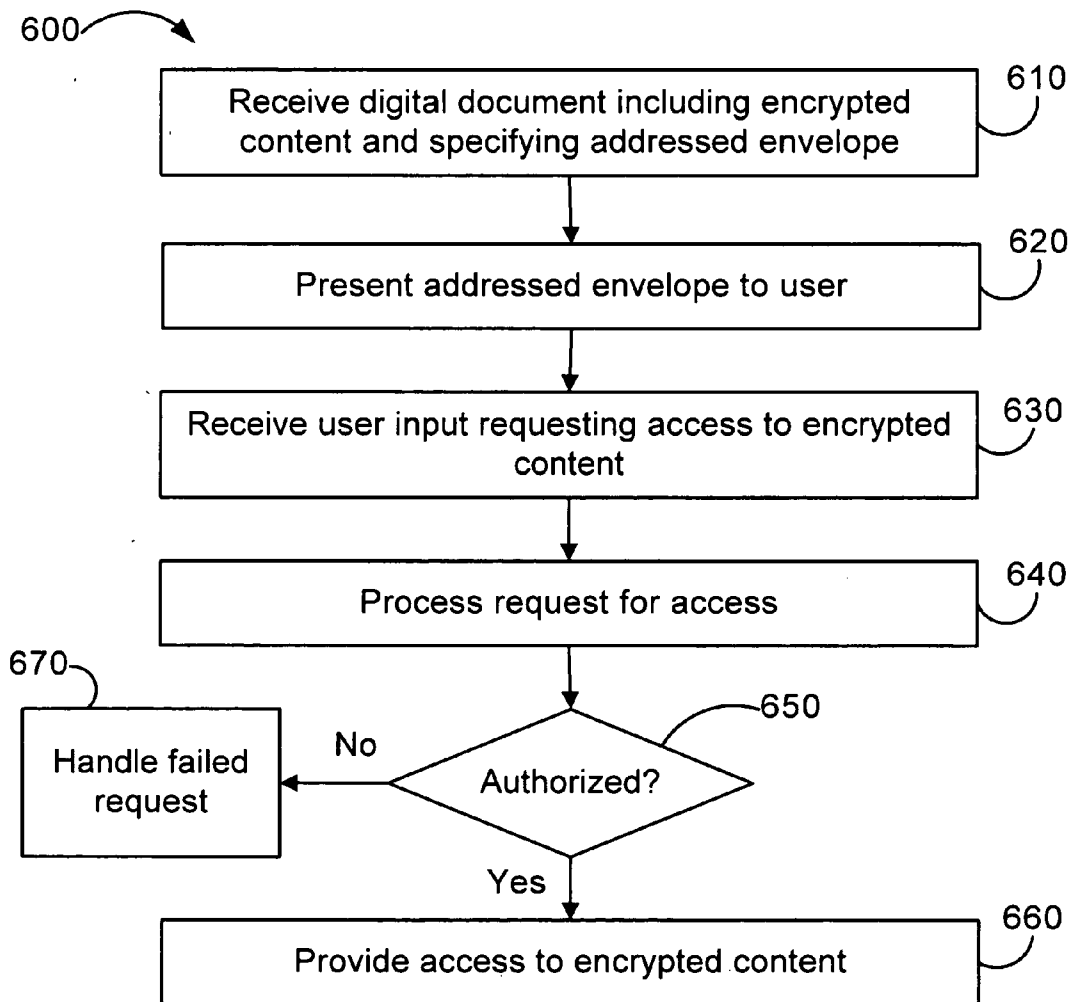 600
610
Receive digital document including encrypted
content and specifying addressed envelope
620
Present addressed envelope to user
630
Receive user input requesting access to encrypted
content
640
Process request for access
670
650
No
Handle failed
request
Authorized?
Yes
660
Provide access to encrypted content